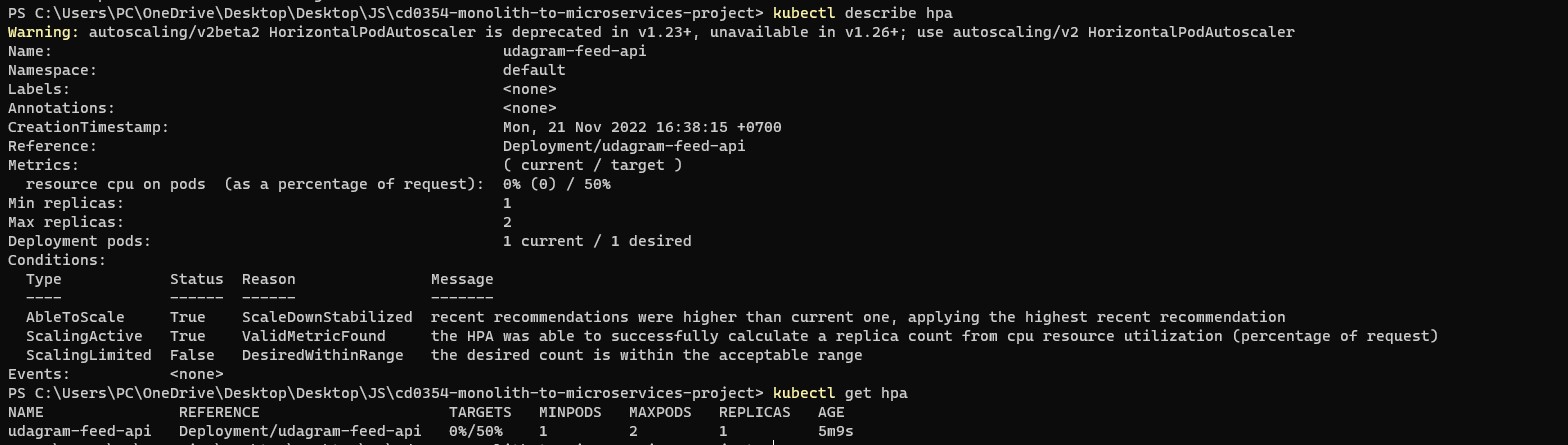 PS C:\Users\PC\OneDrive\Desktop\Desktop\JS\cd0354-monolith-to-microservices-project> kubectl describe hpa
Warning: autoscaling/v2beta2 HorizontalPodAutoscaler is deprecated in v1.23+, unavailable in v1.26+; use autoscaling/v2 HorizontalPodAutoscaler
Name: udagram-feed-api
Namespace: default
Labels: <none>
Annotations: <none>
CreationTimestamp: Mon, 21 Nov 2022 16:38:15 +0700
Reference: Deployment/udagram-feed-api
Metrics: ( current / target )
resource cpu on pods (as a percentage of request): 0% (0) / 50%
Min replicas: 1
Max replicas: 2
Deployment pods: 1 current / 1 desired
Conditions:
Type Status Reason Message
---- ------ ------ -------
AbleToScale True ScaleDownStabilized recent recommendations were higher than current one, applying the highest recent recommendation
ScalingActive True ValidMetricFound the HPA was able to successfully calculate a replica count from cpu resource utilization (percentage of request)
ScalingLimited False DesiredWithinRange the desired count is within the acceptable range
Events: <none>
PS C:\Users\PC\OneDrive\Desktop\Desktop\JS\cd0354-monolith-to-microservices-project> kubectl get hpa
NAME REFERENCE TARGETS MINPODS MAXPODS REPLICAS AGE
udagram-feed-api Deployment/udagram-feed-api 0%/50% 1 2 1 5m9s